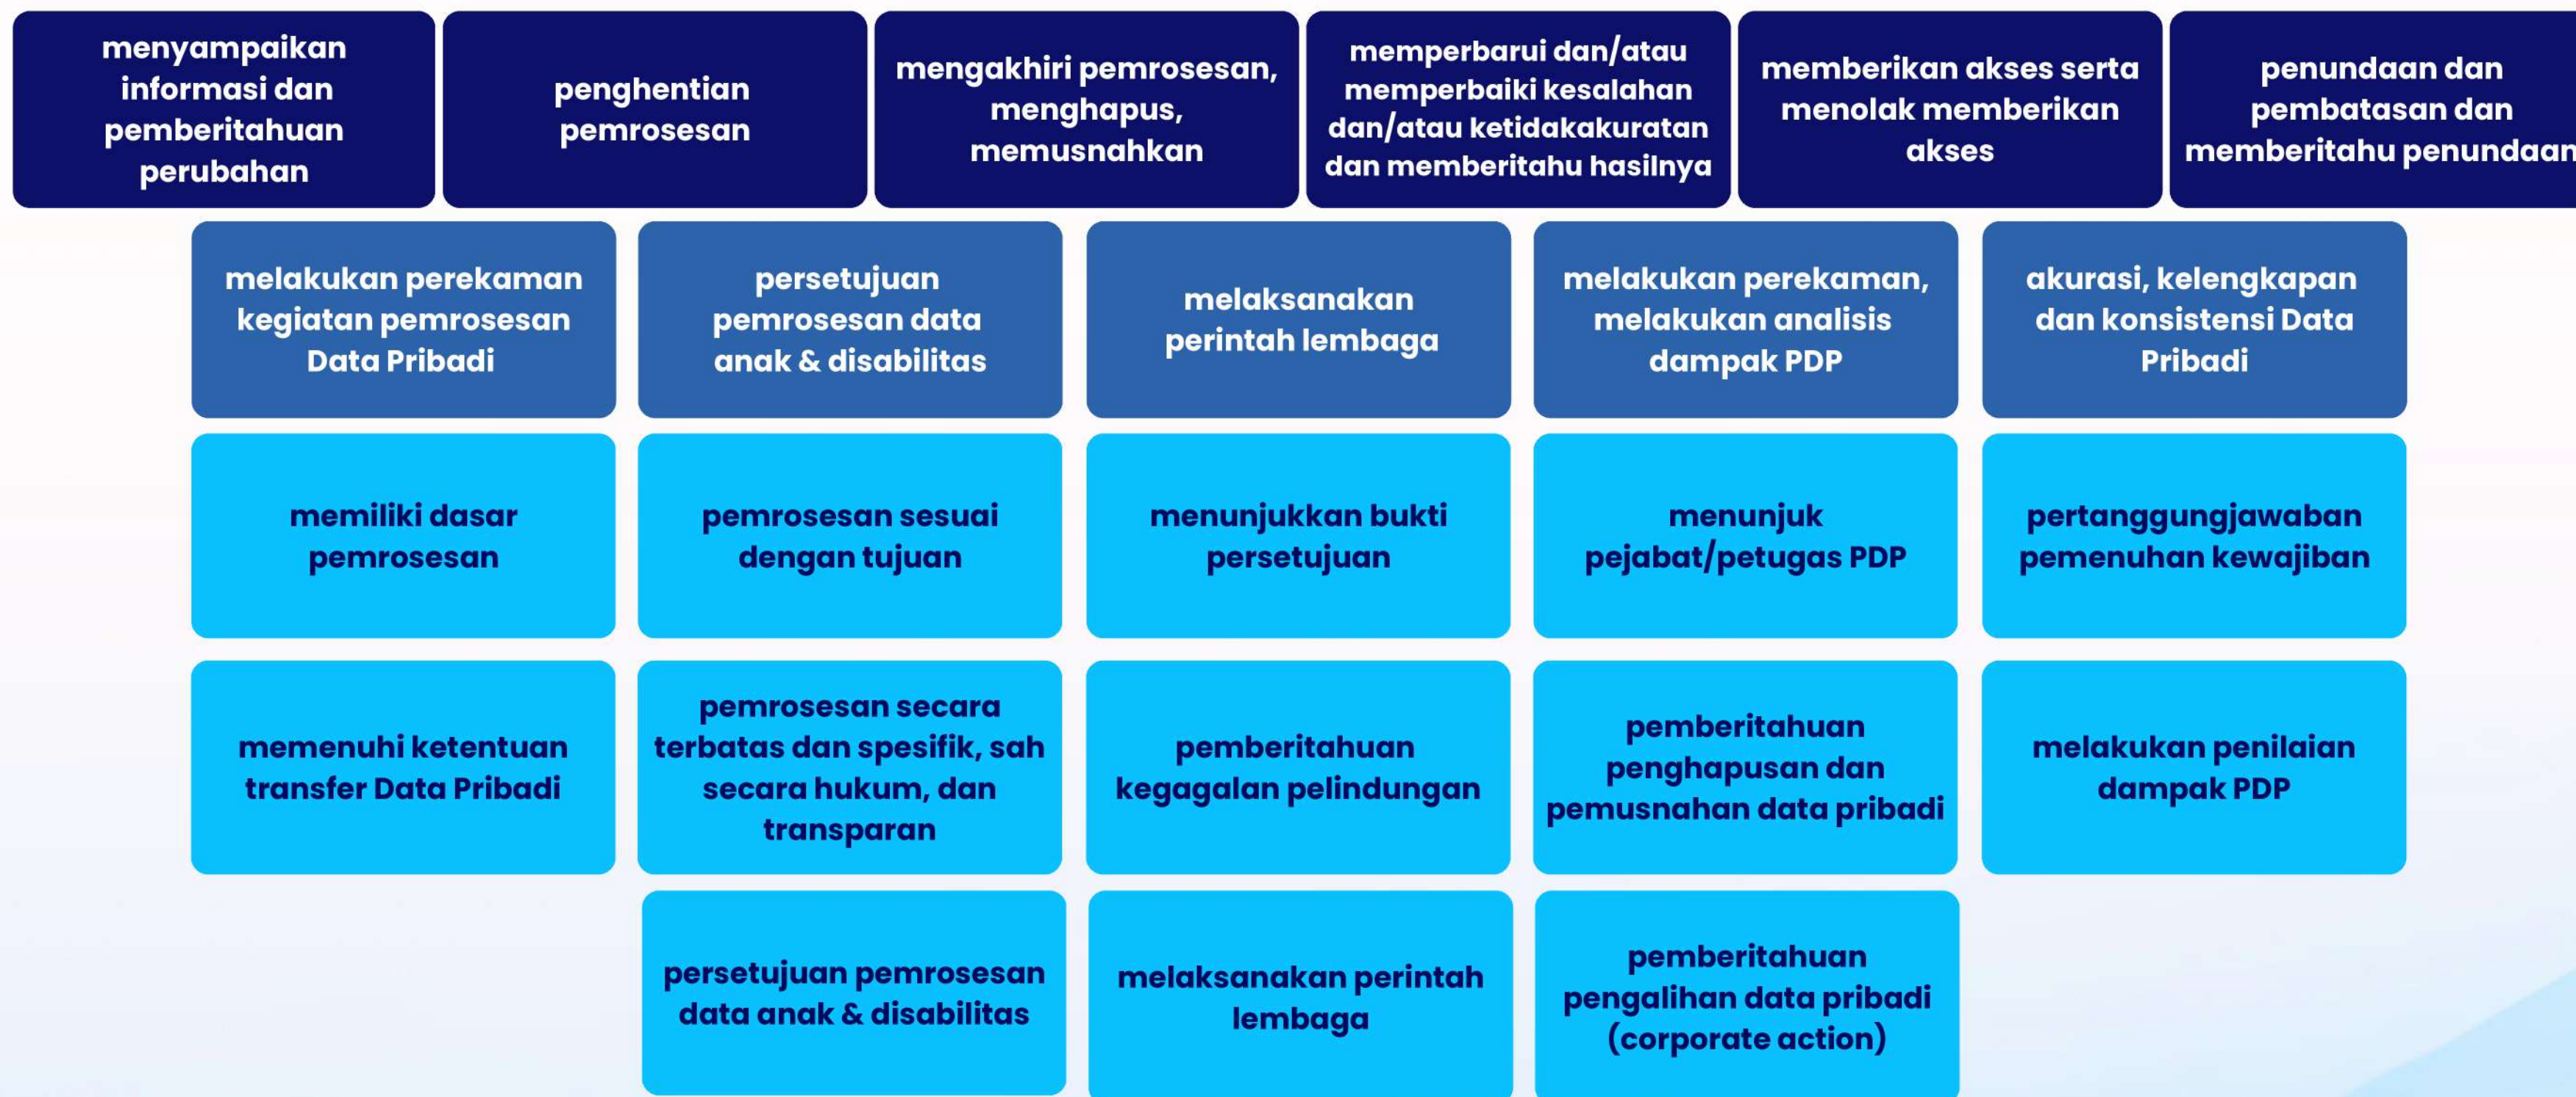 menyampaikan
informasi dan
pemberitahuan
perubahan
penghentian
pemrosesan
mengakhiri pemrosesan,
menghapus,
memusnahkan
memperbarui dan/atau
memperbaiki kesalahan
dan/atau ketidakakuratan
dan memberitahu hasilnya
memberikan akses serta
menolak memberikan
akses
penundaan dan
pembatasan dan
memberitahu penundaan
melakukan perekaman
kegiatan pemrosesan
Data Pribadi
persetujuan
pemrosesan data
anak & disabilitas
melaksanakan
perintah lembaga
melakukan perekaman,
melakukan analisis
dampak PDP
akurasi, kelengkapan
dan konsistensi Data
Pribadi
memiliki dasar
pemrosesan
pemrosesan sesuai
dengan tujuan
menunjukkan bukti
persetujuan
menunjuk
pejabat/petugas PDP
pertanggungjawaban
pemenuhan kewajiban
memenuhi ketentuan
transfer Data Pribadi
pemrosesan secara
terbatas dan spesifik, sah
secara hukum, dan
transparan
pemberitahuan
kegagalan pelindungan
pemberitahuan
penghapusan dan
pemusnahan data pribadi
melakukan penilaian
dampak PDP
persetujuan pemrosesan
data anak & disabilitas
melaksanakan perintah
lembaga
pemberitahuan
pengalihan data pribadi
(corporate action)